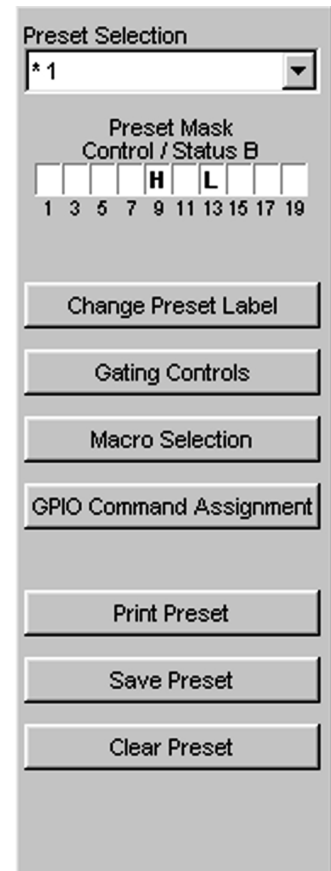 Preset Selection
* 1
Preset Mask
Control / Status B
H L
1 3 5 7 9 11 13 15 17 19
Change Preset Label
Gating Controls
Macro Selection
GPIO Command Assignment
Print Preset
Save Preset
Clear Preset